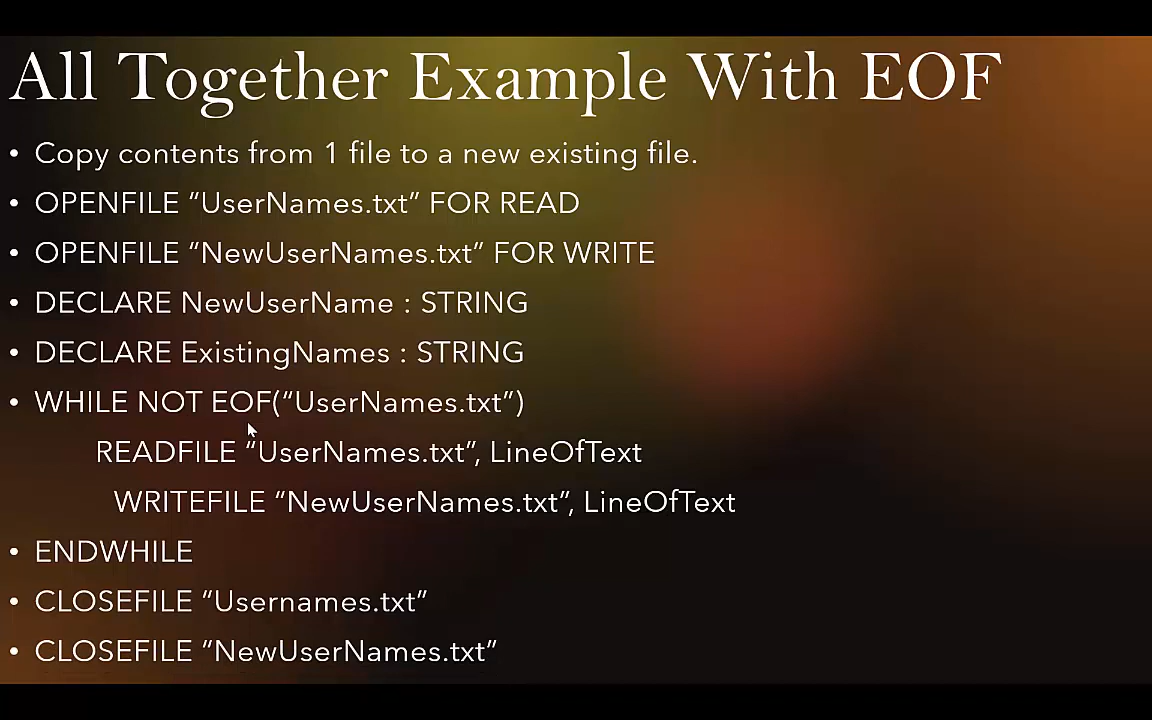 All Together Example With EOF
• Copy contents from 1 file to a new existing file.
• OPENFILE “UserNames.txt” FOR READ
• OPENFILE “NewUserNames.txt” FOR WRITE
• DECLARE NewUserName : STRING
• DECLARE ExistingNames : STRING
• WHILE NOT EOF(“UserNames.txt”)
READFILE “UserNames.txt”, LineOfText
WRITEFILE “NewUserNames.txt”, LineOfText
• ENDWHILE
• CLOSEFILE “Usernames.txt”
• CLOSEFILE “NewUserNames.txt”